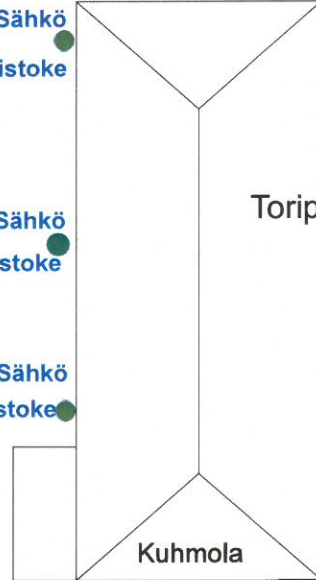 Sähkö
istoke
Torip
Sähkö
stoke
Sähkö
stoke
Kuhmola